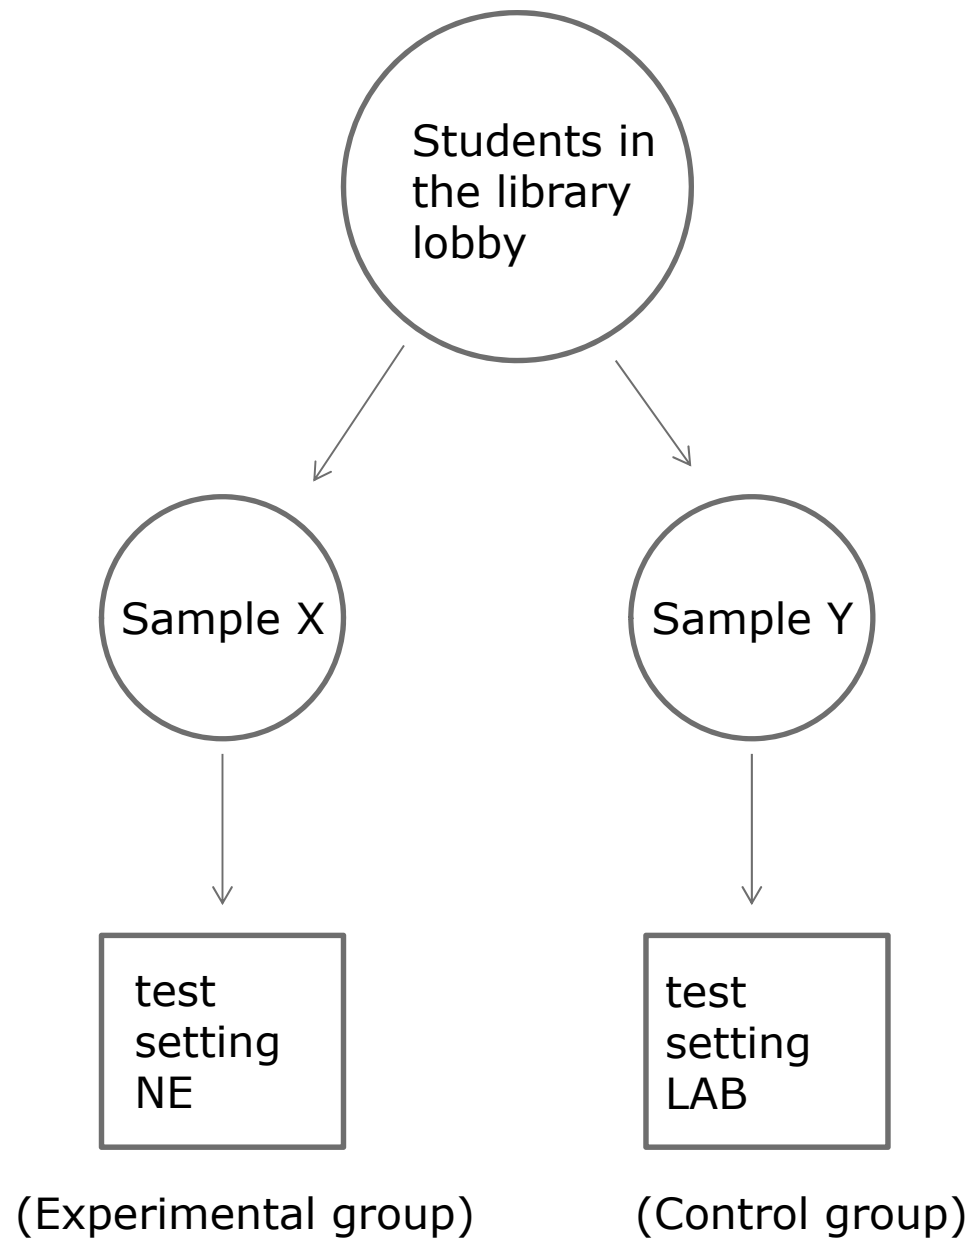 Students in
the library
lobby
Sample X
Sample Y
test
setting
NE
test
setting
LAB
(Experimental group)
(Control group)